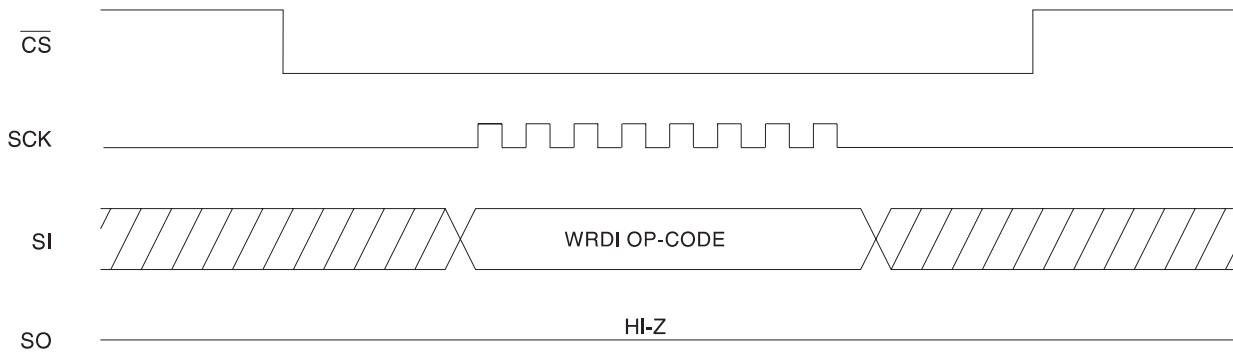 CS
SCK
SI
WRDI OP-CODE
HI-Z
SO